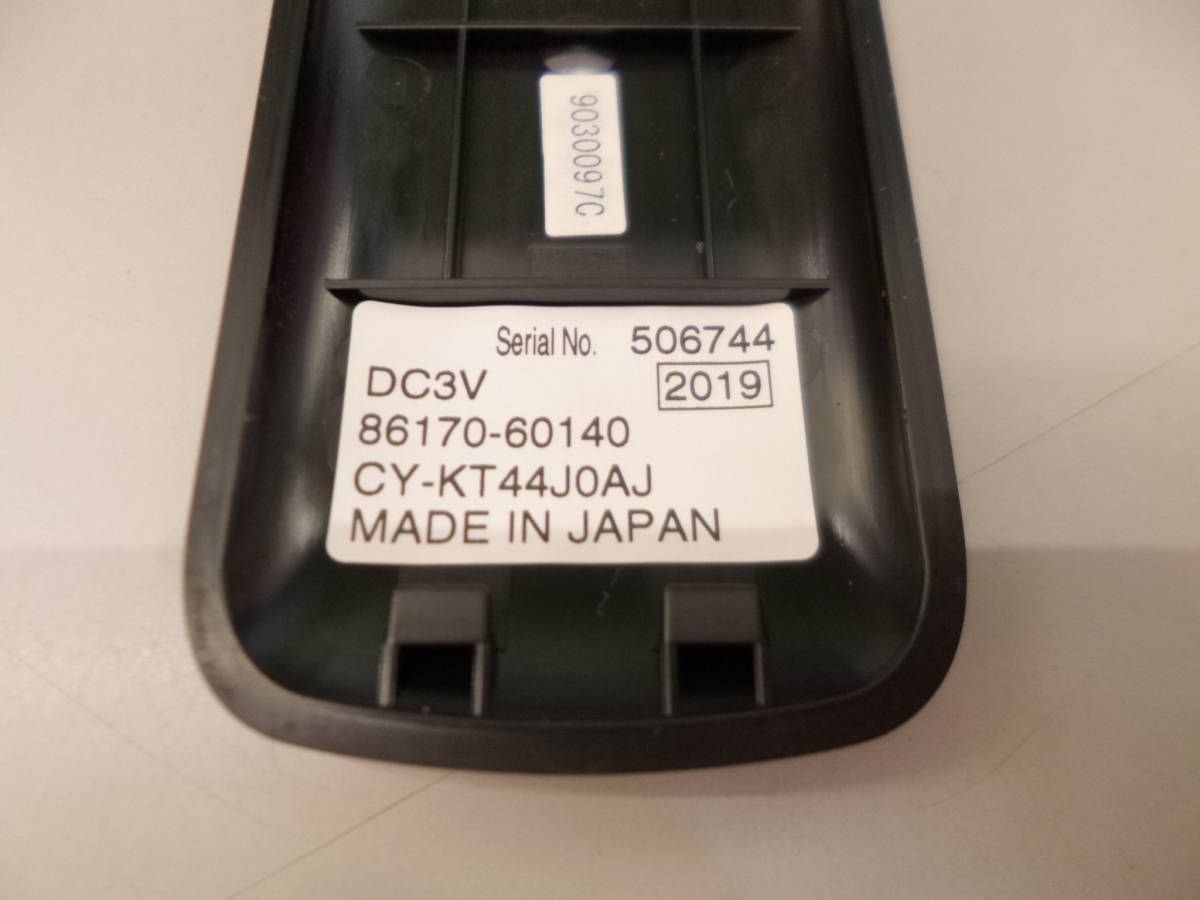 9030097C
Serial No. 506744
DC3V 2019
86170-60140
CY-KT44J0AJ
MADE IN JAPAN